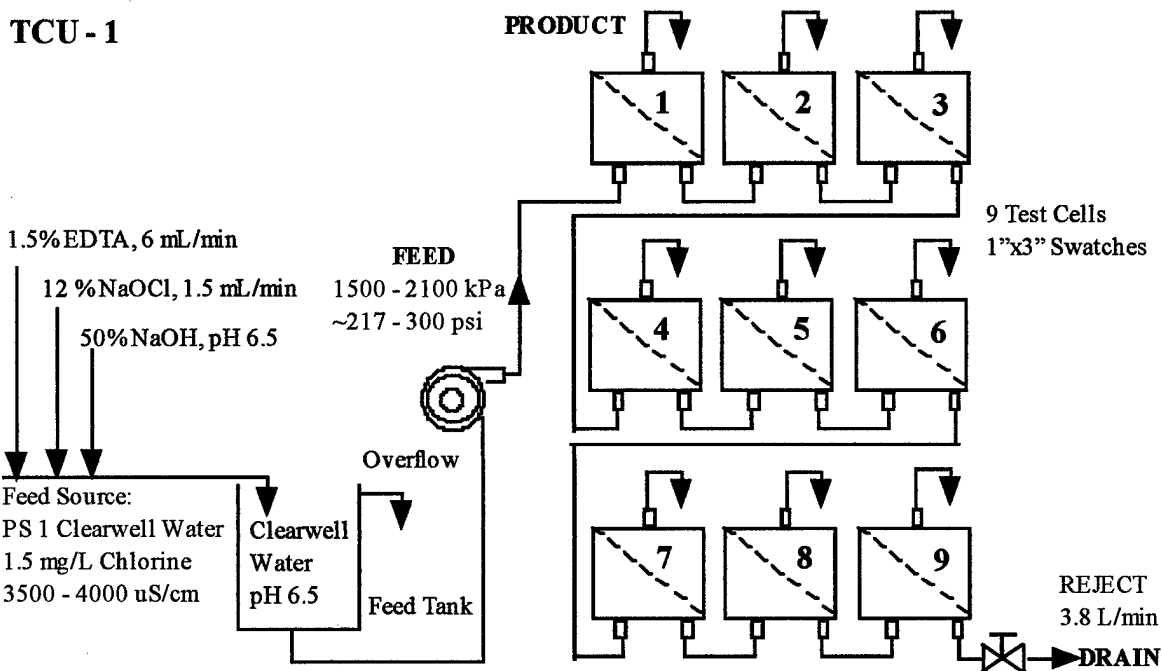 TCU - 1
PRODUCT
1
2
3
9 Test Cells
1”x3” Swatches
1.5% EDTA, 6 mL/min
12 %NaOCl, 1.5 mL/min
50% NaOH, pH 6.5
FEED
1500 - 2100 kPa
~217 - 300 psi
4
5
6
Overflow
Feed Source:
PS 1 Clearwell Water
1.5 mg/L Chlorine
3500 - 4000 uS/cm
Clearwell
Water
pH 6.5
Feed Tank
7
8
9
REJECT
3.8 L/min
DRAIN